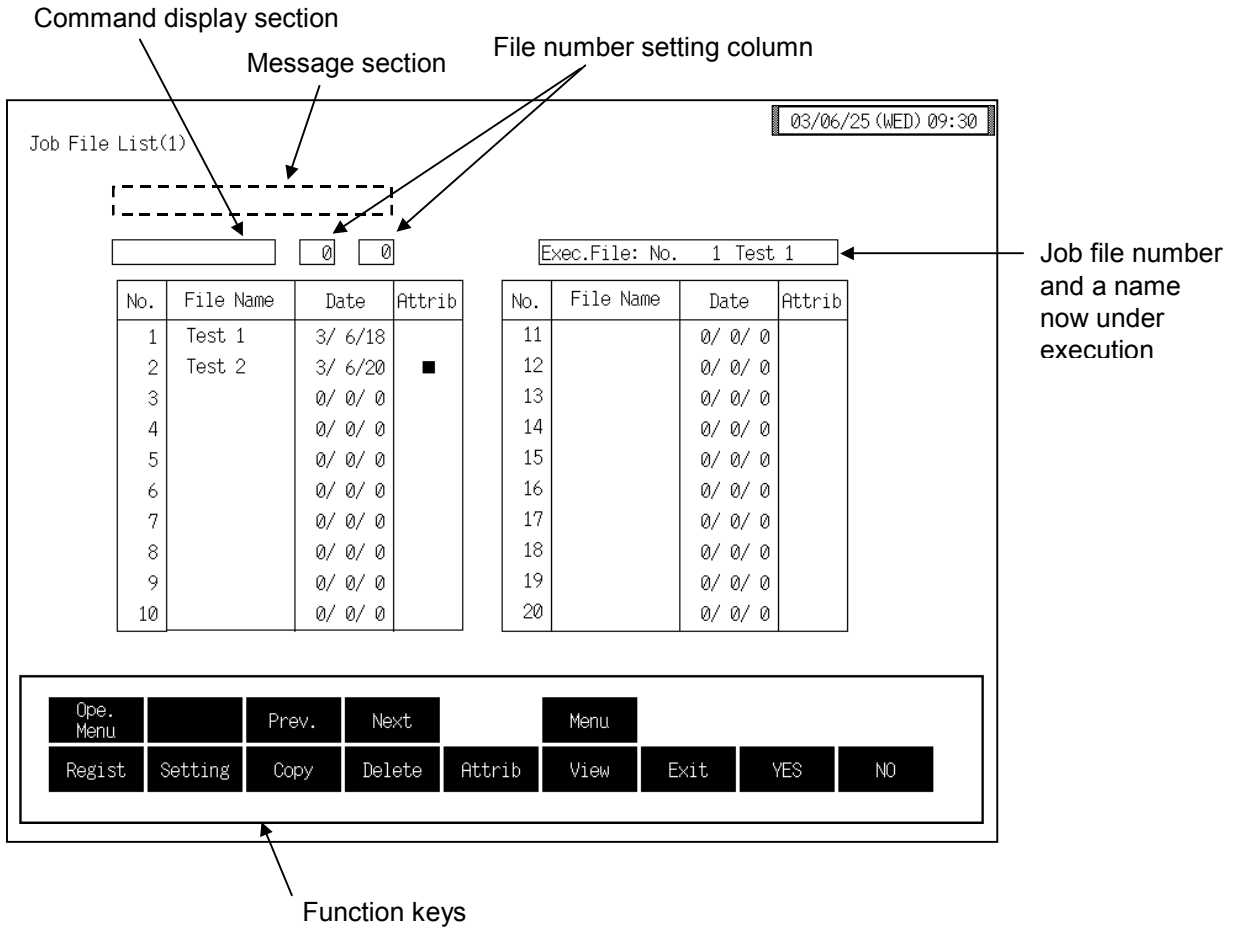 Command display section
File number setting column
Message section
03/06/25 (WED) 09:30
Job File List(1)
0 0
Exec.File: No. 1 Test 1
Job file number
and a name
now under
execution
No. File Name Date Attrib No. File Name Date Attrib
1 Test 1 3/ 6/18 11 0/ 0/ 0
2 Test 2 3/ 6/20 ■ 12 0/ 0/ 0
3 0/ 0/ 0 13 0/ 0/ 0
4 0/ 0/ 0 14 0/ 0/ 0
5 0/ 0/ 0 15 0/ 0/ 0
6 0/ 0/ 0 16 0/ 0/ 0
7 0/ 0/ 0 17 0/ 0/ 0
8 0/ 0/ 0 18 0/ 0/ 0
9 0/ 0/ 0 19 0/ 0/ 0
10 0/ 0/ 0 20 0/ 0/ 0
Ope.
Menu
Prev. Next Menu
Regist Setting Copy Delete Attrib View Exit YES NO
Function keys